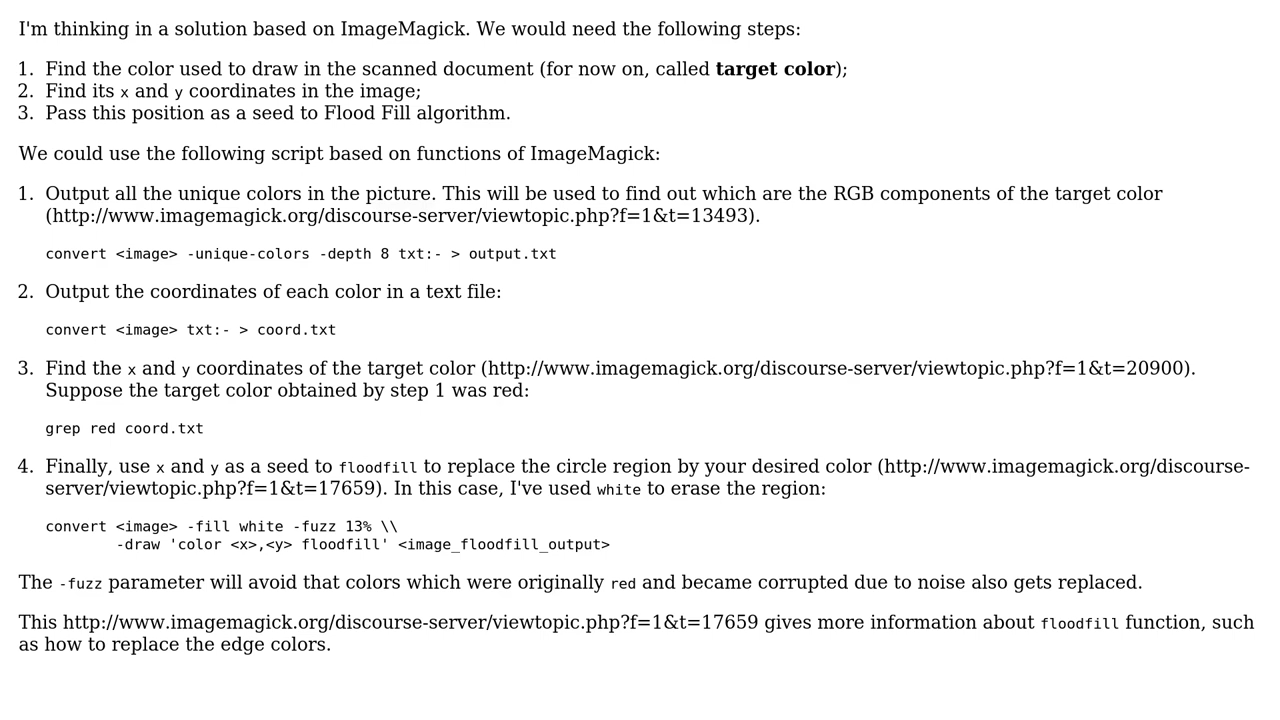 I'm thinking in a solution based on ImageMagick. We would need the following steps:
1. Find the color used to draw in the scanned document (for now on, called target color);
2. Find its x and y coordinates in the image;
3. Pass this position as a seed to Flood Fill algorithm.
We could use the following script based on functions of ImageMagick:
1. Output all the unique colors in the picture. This will be used to find out which are the RGB components of the target color
(http://www.imagemagick.org/discourse-server/viewtopic.php?f=1&t=13493).
convert <image> -unique-colors -depth 8 txt:- > output.txt
2. Output the coordinates of each color in a text file:
convert <image> txt:- > coord.txt
3. Find the x and y coordinates of the target color (http://www.imagemagick.org/discourse-server/viewtopic.php?f=1&t=20900).
Suppose the target color obtained by step 1 was red:
grep red coord.txt
4. Finally, use x and y as a seed to floodfill to replace the circle region by your desired color (http://www.imagemagick.org/discourse-
server/viewtopic.php?f=1&t=17659). In this case, I've used white to erase the region:
convert <image> -fill white -fuzz 13% \\
        -draw 'color <x>,<y> floodfill' <image_floodfill_output>
The -fuzz parameter will avoid that colors which were originally red and became corrupted due to noise also gets replaced.
This http://www.imagemagick.org/discourse-server/viewtopic.php?f=1&t=17659 gives more information about floodfill function, such
as how to replace the edge colors.